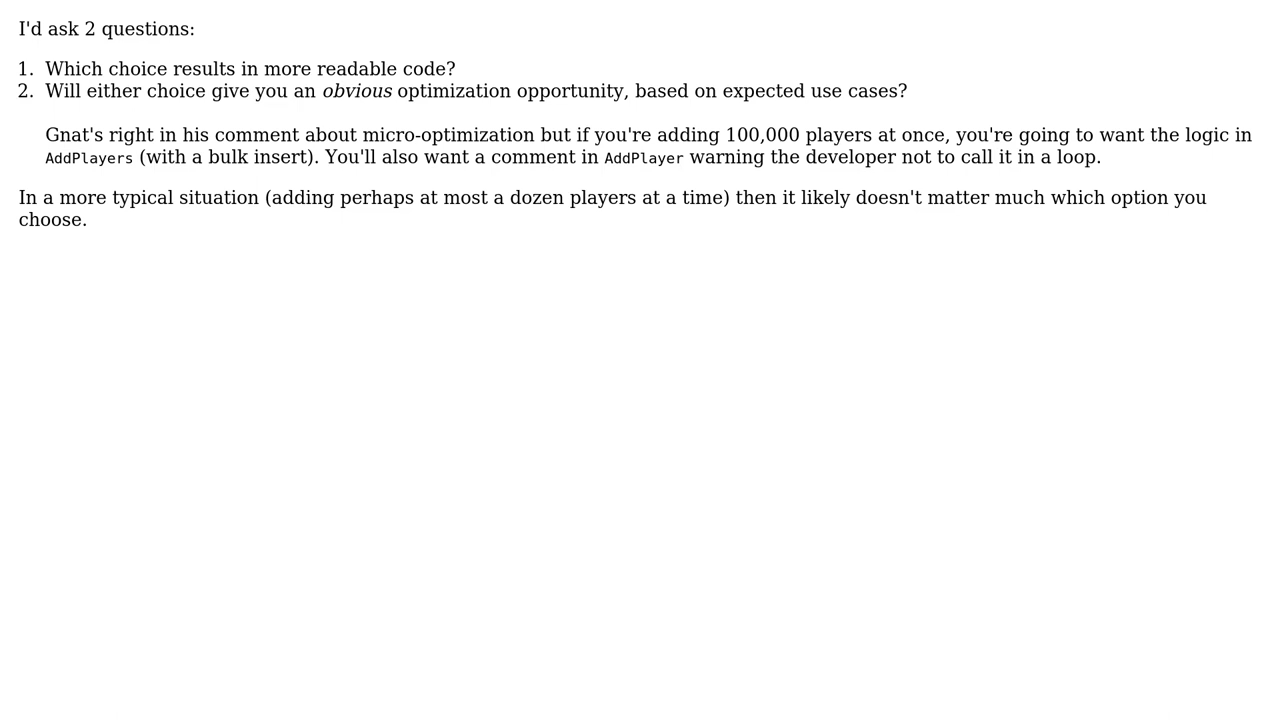 I'd ask 2 questions:
1. Which choice results in more readable code?
2. Will either choice give you an obvious optimization opportunity, based on expected use cases?
Gnat's right in his comment about micro-optimization but if you're adding 100,000 players at once, you're going to want the logic in
AddPlayers (with a bulk insert). You'll also want a comment in AddPlayer warning the developer not to call it in a loop.
In a more typical situation (adding perhaps at most a dozen players at a time) then it likely doesn't matter much which option you
choose.